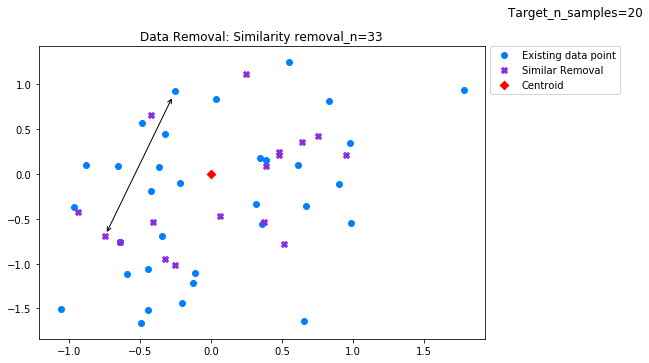 Target_n_samples=20
Data Removal: Similarity removal_n=33
Existing data point
Similar Removal
Centroid
1.0
0.5
0.0
−0.5
−1.0
−1.5
−1.0
−0.5
0.0
0.5
1.0
1.5